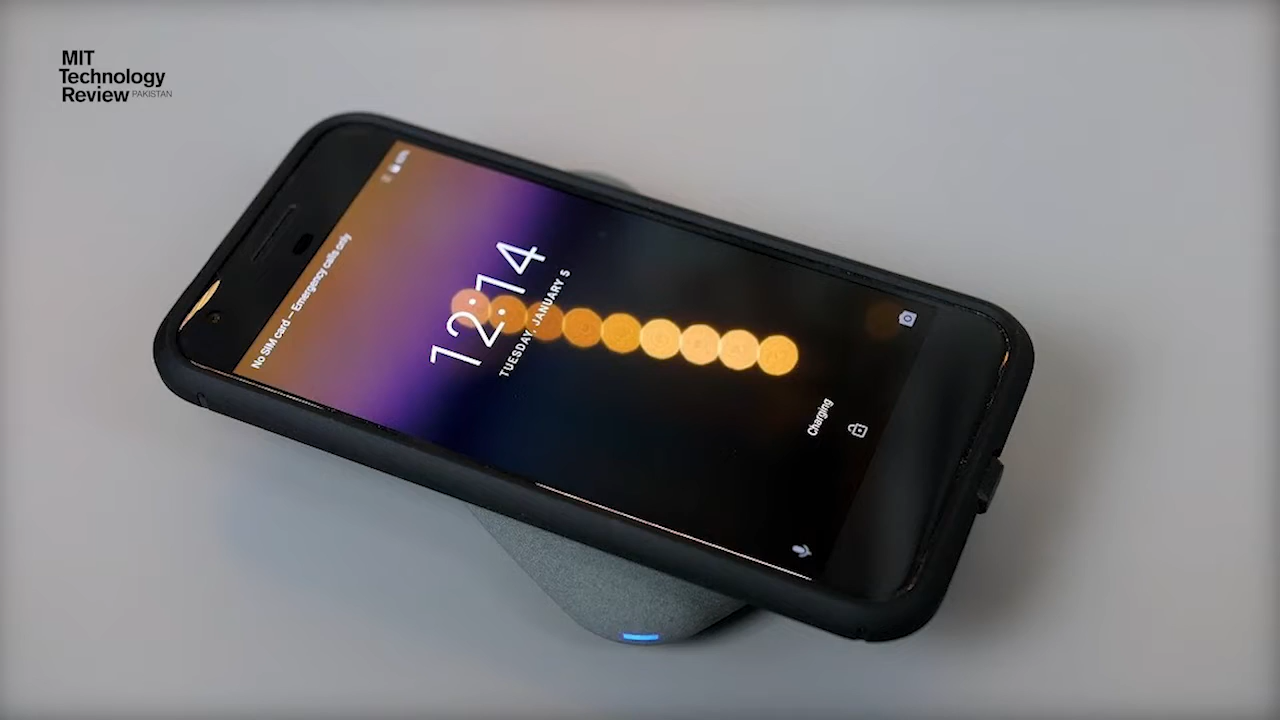 MIT
Technology
Review PAKISTAN
No SIM card — Emergency calls only
12:14
TUESDAY, JANUARY 5
Charging